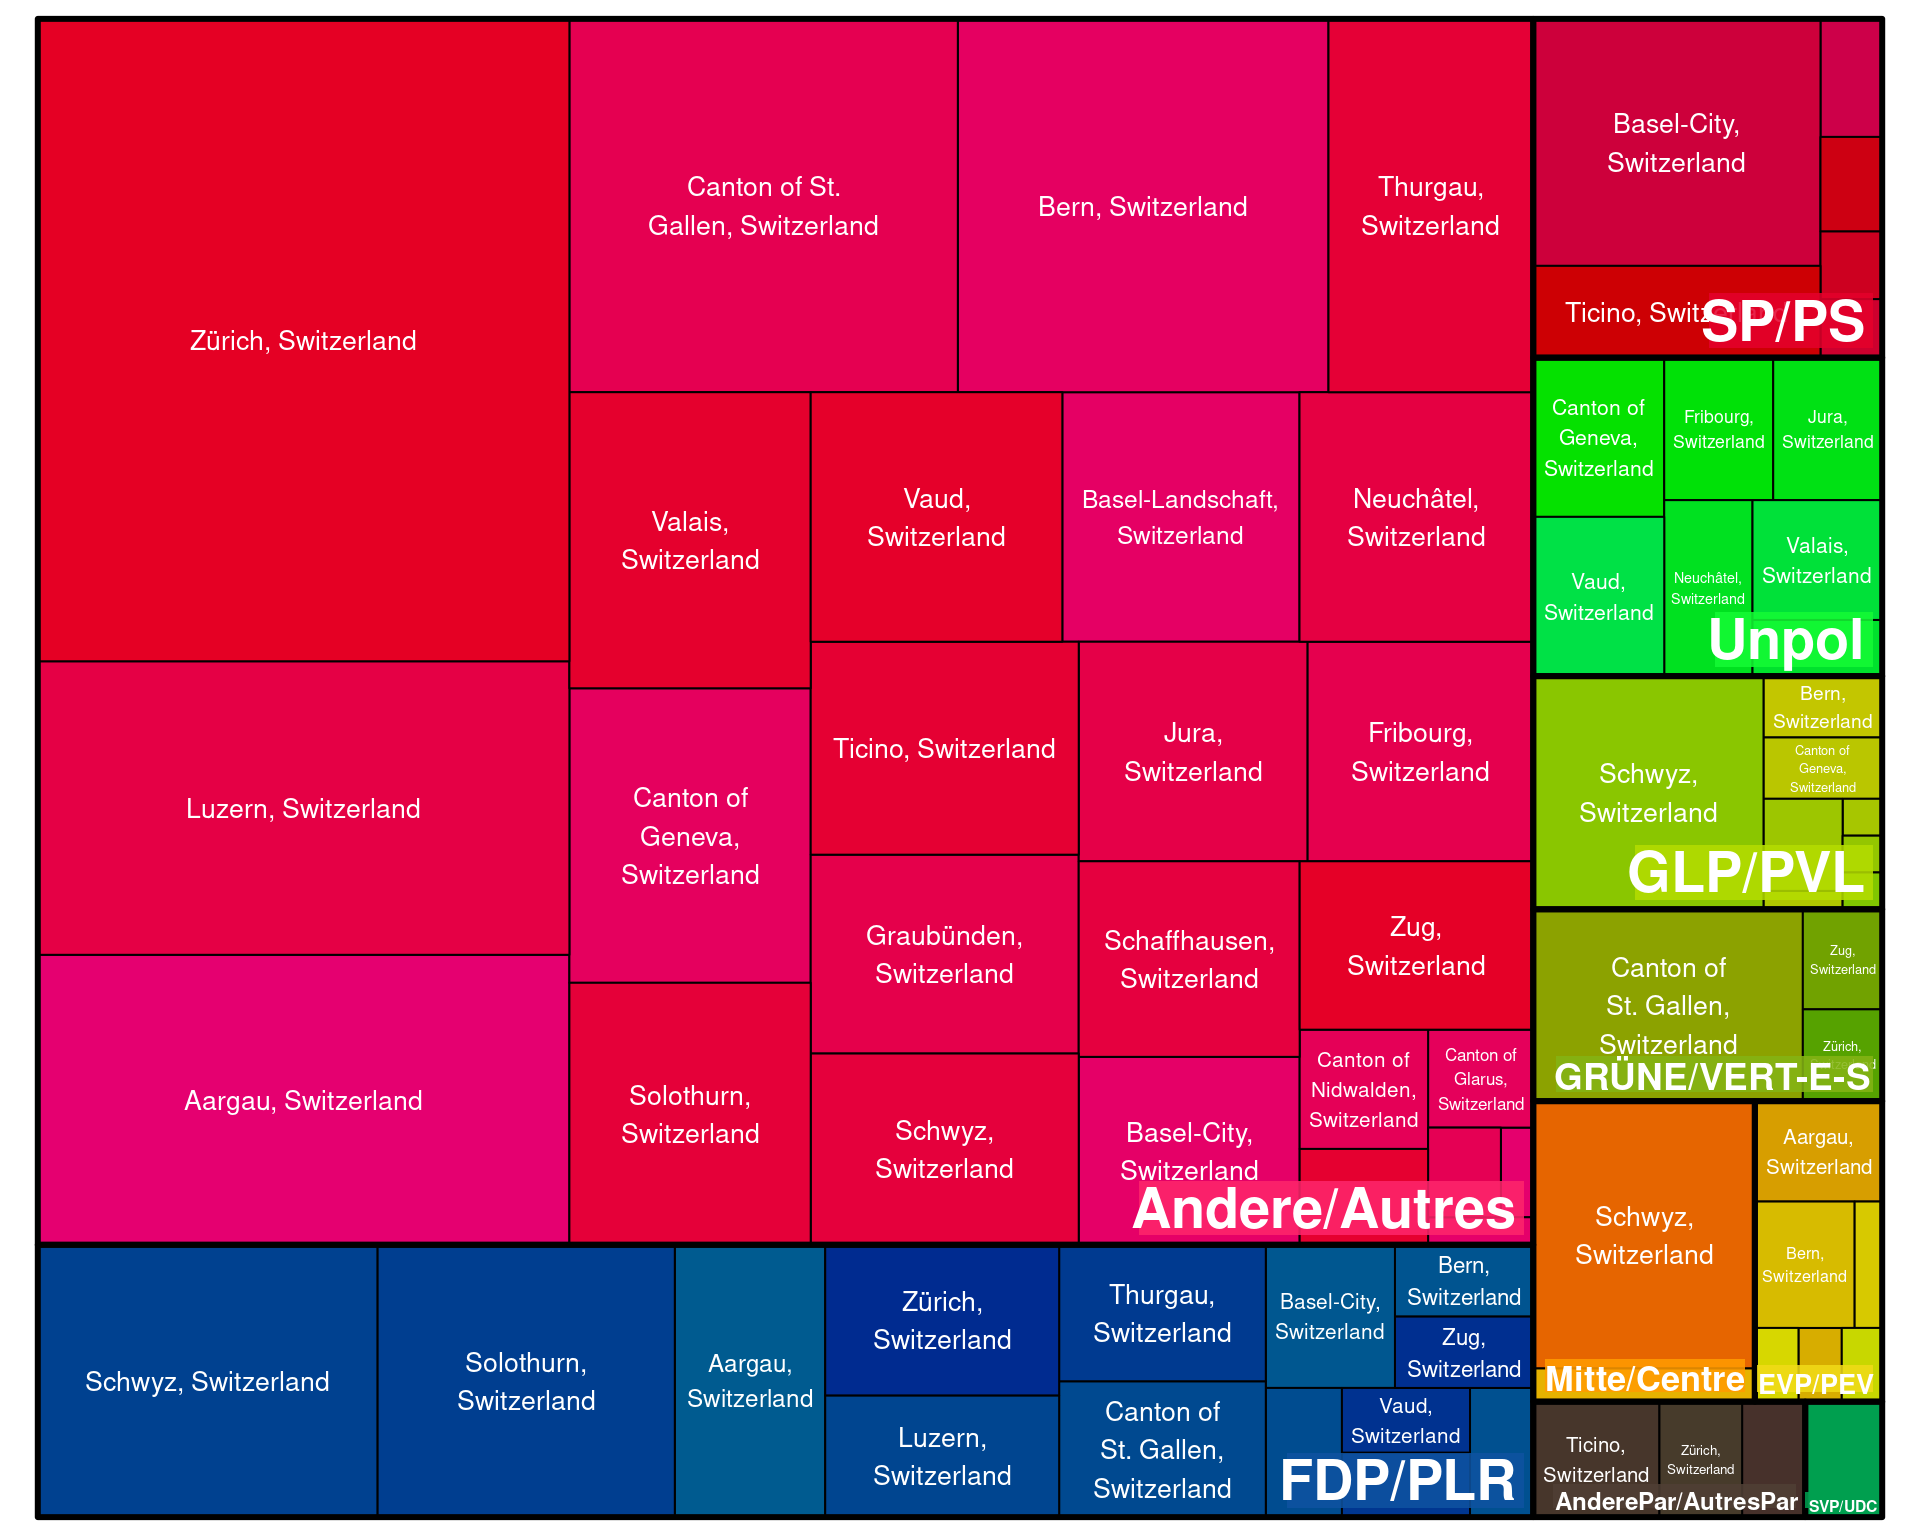 Zürich, Switzerland
Canton of St.
Gallen, Switzerland
Bern, Switzerland
Thurgau,
Switzerland
Valais,
Switzerland
Vaud,
Switzerland
Basel-Landschaft,
Switzerland
Neuchâtel,
Switzerland
Luzern, Switzerland
Canton of
Geneva,
Switzerland
Ticino, Switzerland
Jura,
Switzerland
Fribourg,
Switzerland
Aargau, Switzerland
Solothurn,
Switzerland
Graubünden,
Switzerland
Schaffhausen,
Switzerland
Zug,
Switzerland
Schwyz,
Switzerland
Basel-City,
Switzerland
Canton of
Nidwalden,
Switzerland
Canton of
Glarus,
Switzerland
Andere/Autres
Schwyz, Switzerland
Solothurn,
Switzerland
Aargau,
Switzerland
Zürich,
Switzerland
Luzern,
Switzerland
Thurgau,
Switzerland
Canton of
St. Gallen,
Switzerland
Basel-City,
Switzerland
Bern,
Switzerland
Zug,
Switzerland
Vaud,
Switzerland
FDP/PLR
Basel-City,
Switzerland
Ticino, Switzerland
SP/PS
Canton of
Geneva,
Switzerland
Fribourg,
Switzerland
Jura,
Switzerland
Vaud,
Switzerland
Neuchâtel,
Switzerland
Valais,
Switzerland
Unpol
Schwyz,
Switzerland
Bern,
Switzerland
Canton of
Geneva,
Switzerland
GLP/PVL
Canton of
St. Gallen,
Switzerland
Zug,
Switzerland
Zürich,
Switzerland
GRÜNE/VERT-E-S
Schwyz,
Switzerland
Mitte/Centre
Aargau,
Switzerland
Bern,
Switzerland
EVP/PEV
Ticino,
Switzerland
Zürich,
Switzerland
AnderePar/AutresPar
SVP/UDC